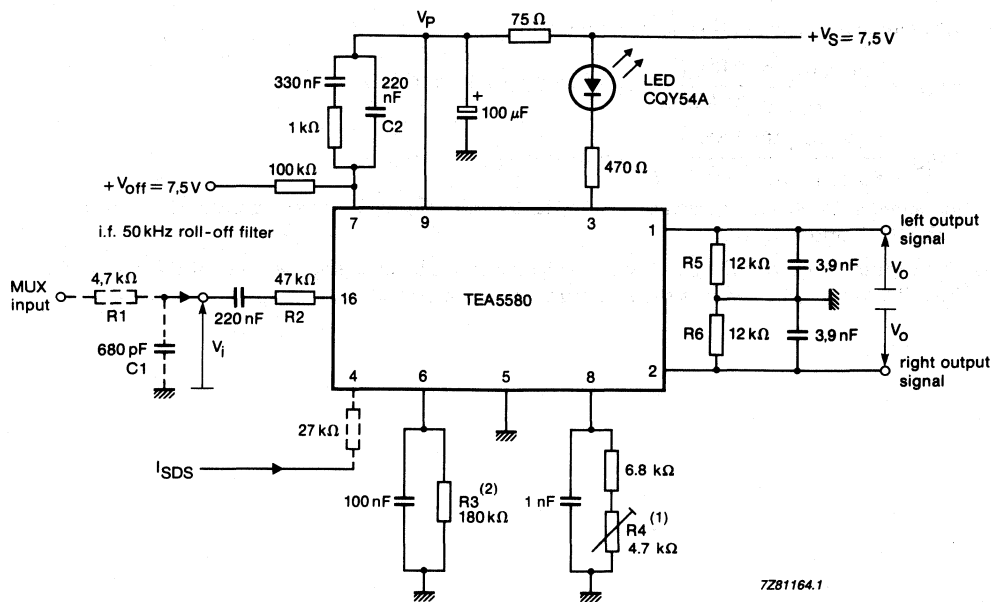 V_P
75 Ω
+V_S = 7,5 V
330 nF
220
nF
C2
1 kΩ
+
100 μF
LED
CQY54A
470 Ω
100 kΩ
+V_off = 7,5 V
i.f. 50 kHz roll-off filter
7
9
3
1
left output
signal
R5
12 kΩ
3,9 nF
V_o
MUX
input
4,7 kΩ
R1
47 kΩ
220 nF
R2
16
TEA5580
680 pF
C1
V_i
R6
12 kΩ
3,9 nF
V_o
4
6
5
8
2
right output
signal
27 kΩ
I_SDS
100 nF
R3 (2)
180 kΩ
1 nF
6.8 kΩ
R4 (1)
4.7 kΩ
7Z81164.1